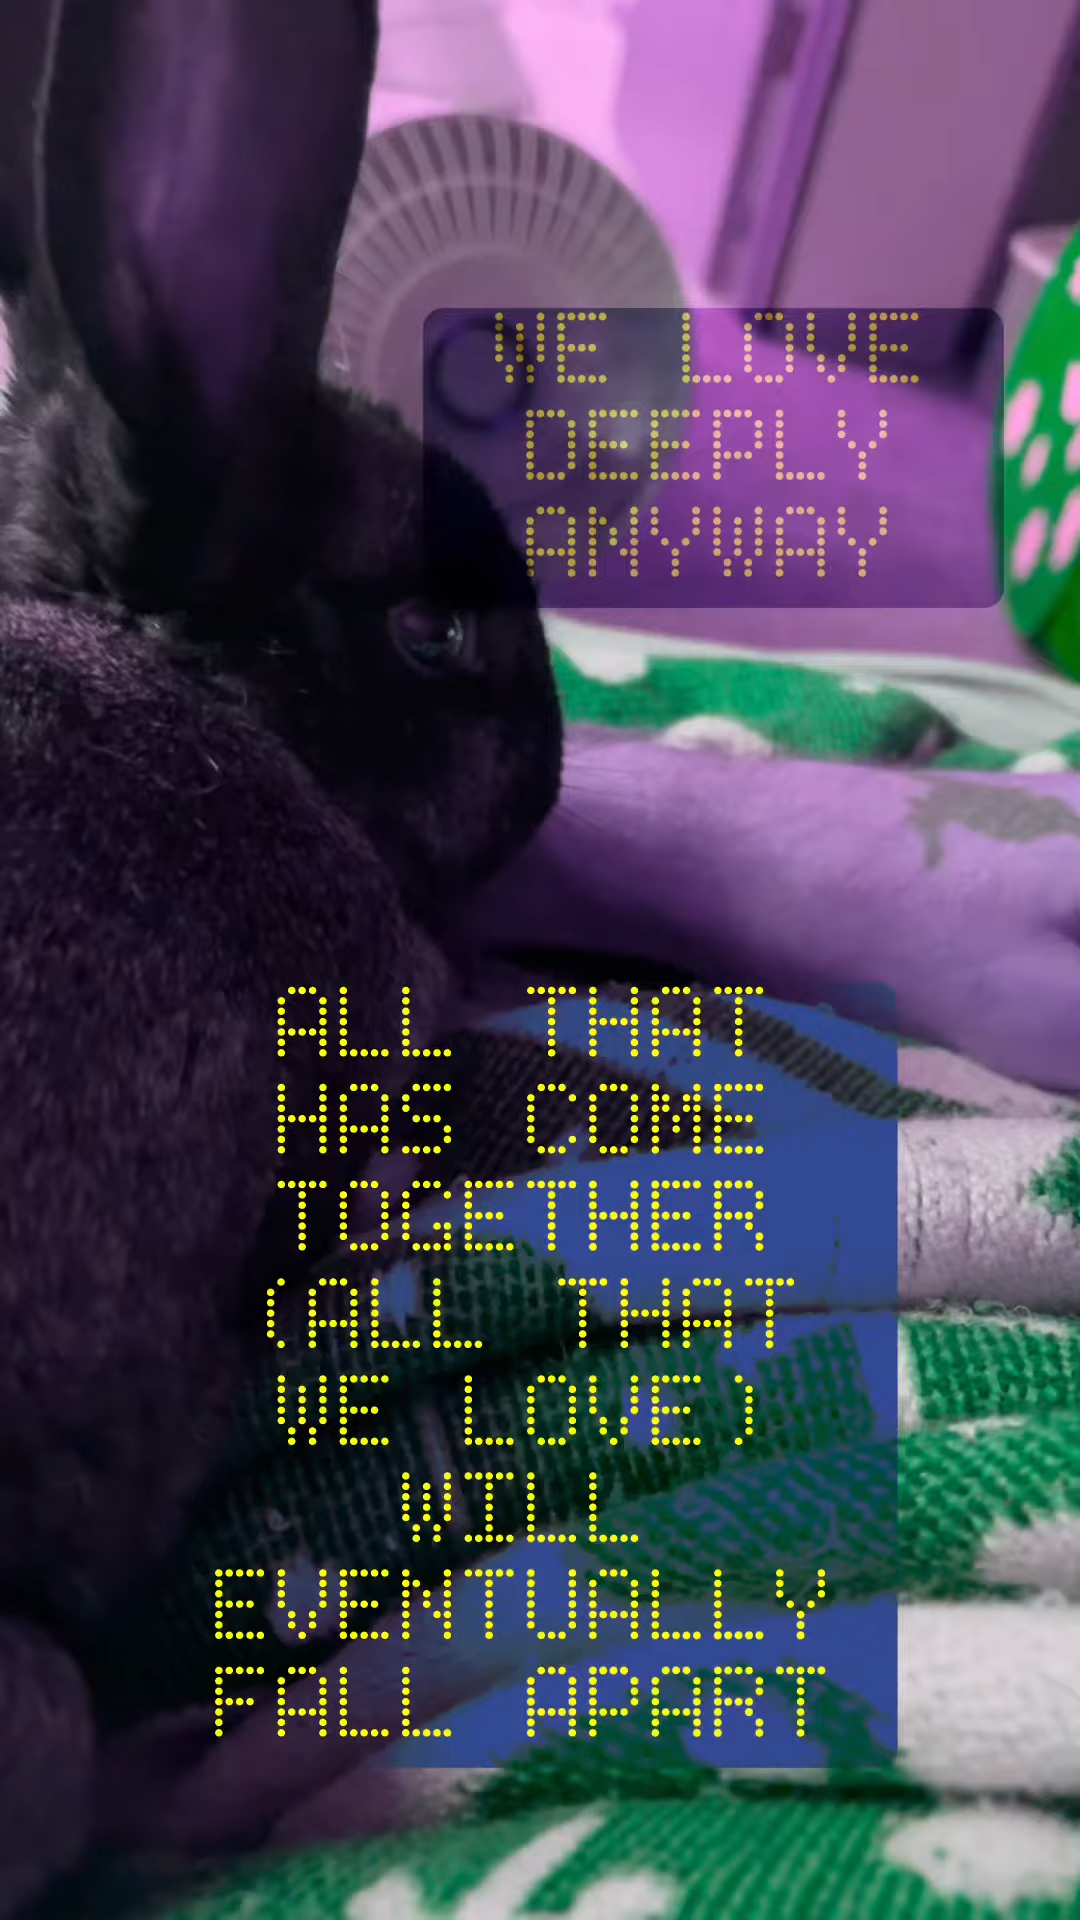 WE LOVE
DEEPLY
ANYWAY
ALL THAT
HAS COME
TOGETHER
(ALL THAT
WE LOVE)
WILL
EVENTUALLY
FALL APART